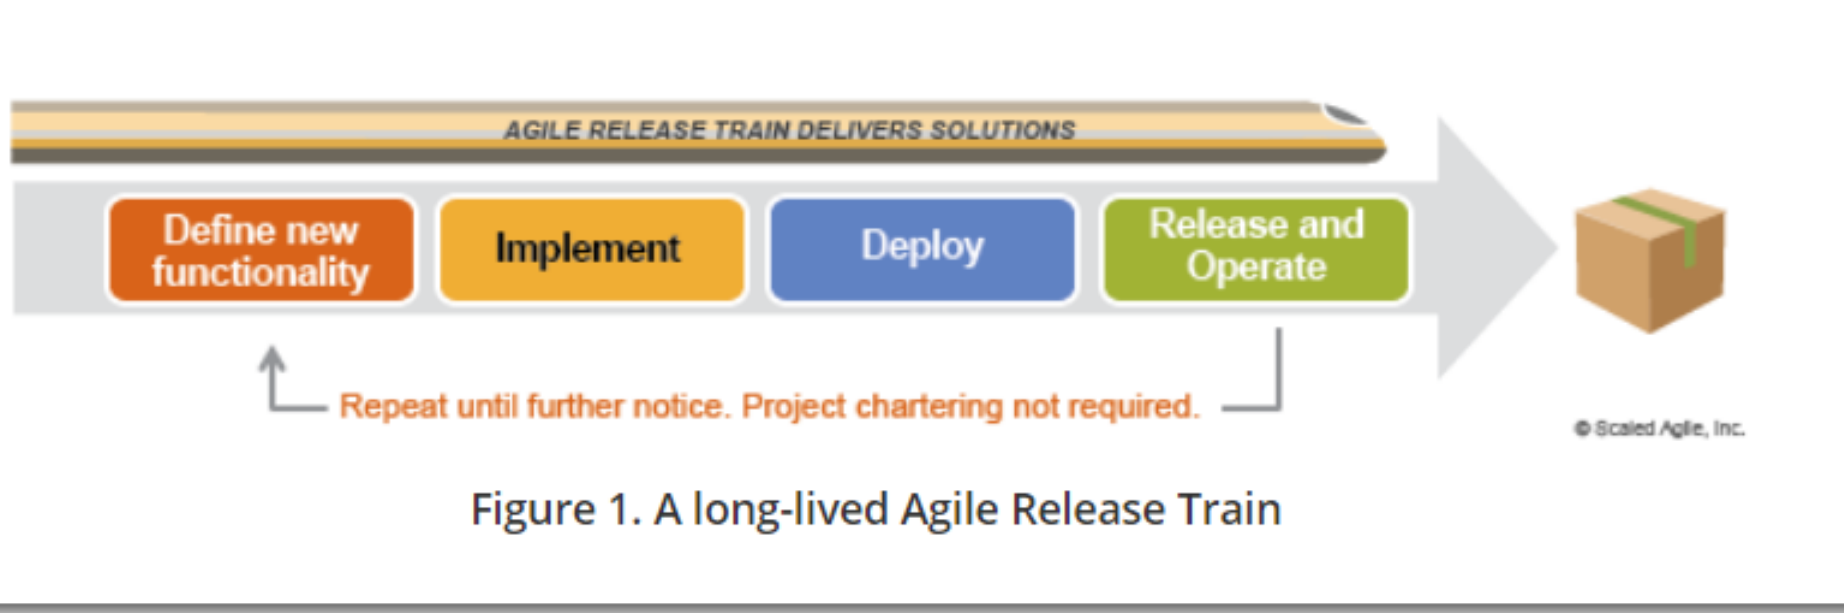 AGILE RELEASE TRAIN DELIVERS SOLUTIONS
Define new
functionality
Implement
Deploy
Release and
Operate
Repeat until further notice. Project chartering not required.
© Scaled Agile, Inc.
Figure 1. A long-lived Agile Release Train